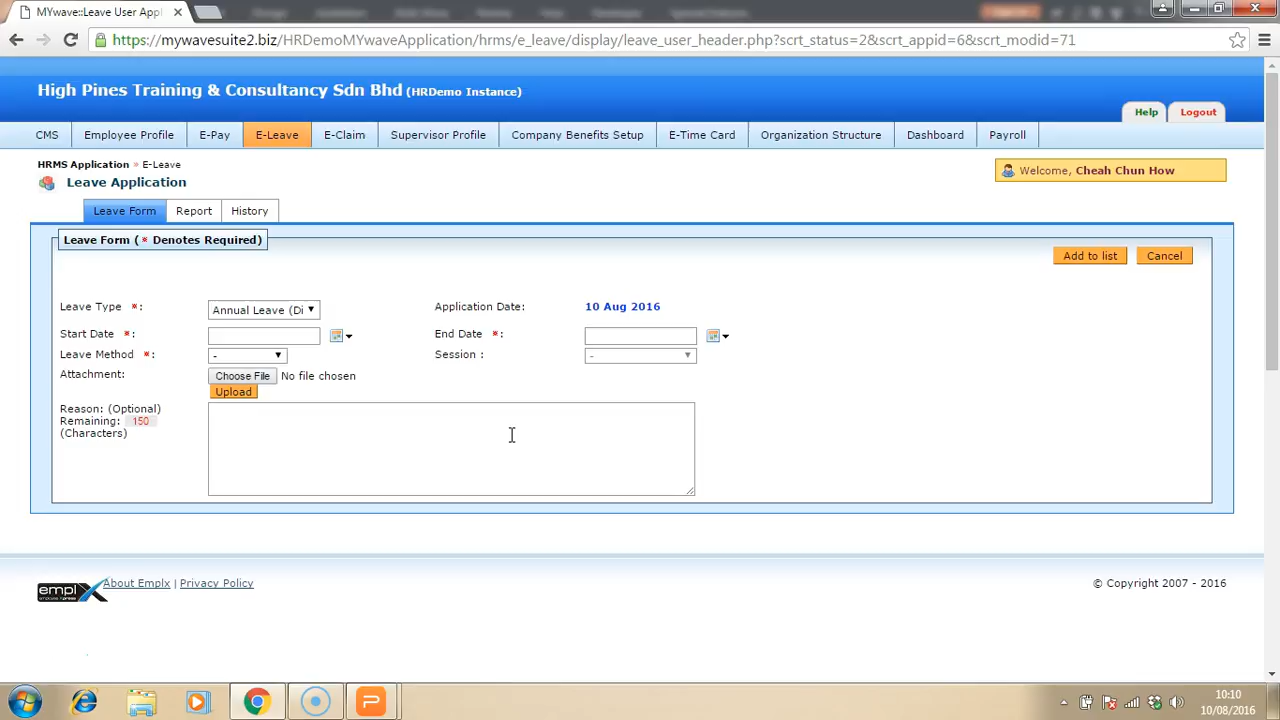 MYwave::Leave User Appl
https://mywavesuite2.biz/HRDemoMYwaveApplication/hrms/e_leave/display/leave_user_header.php?scrt_status=2&scrt_appid=6&scrt_modid=71
High Pines Training & Consultancy Sdn Bhd (HRDemo Instance)
Help Logout
CMS Employee Profile E-Pay E-Leave E-Claim Supervisor Profile Company Benefits Setup E-Time Card Organization Structure Dashboard Payroll
HRMS Application » E-Leave
Welcome, Cheah Chun How
Leave Application
Leave Form Report History
Leave Form ( * Denotes Required)
Add to list Cancel
Leave Type *: Annual Leave (Di Application Date: 10 Aug 2016
Start Date *: End Date *:
Leave Method *: - Session : -
Attachment: Choose File No file chosen
Upload
Reason: (Optional)
Remaining: 150
(Characters)
emplX About Emplx | Privacy Policy © Copyright 2007 - 2016
10:10
10/08/2016